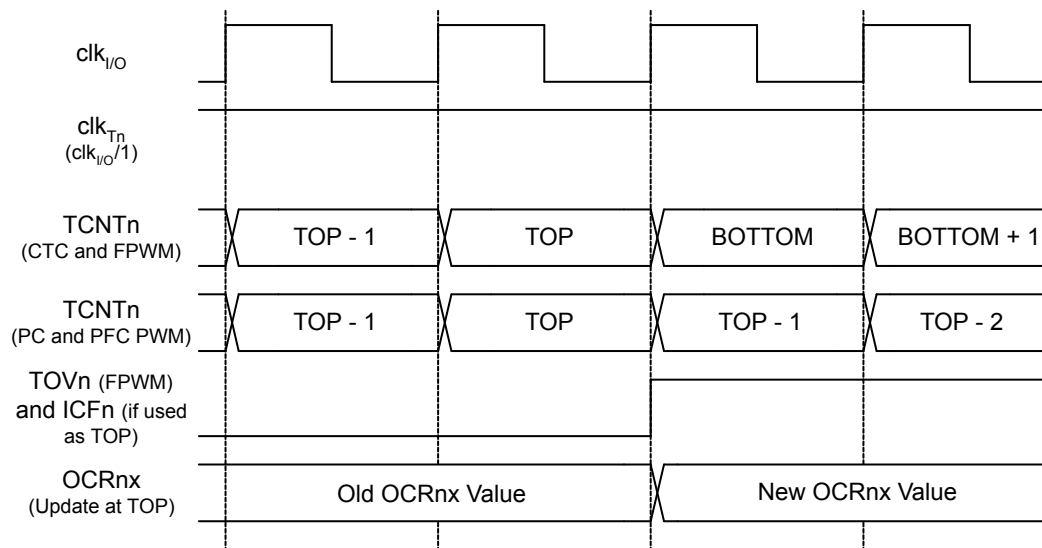 clkI/O
clkTn
(clkI/O/1)
TCNTn
(CTC and FPWM)
TOP - 1 TOP BOTTOM BOTTOM + 1
TCNTn
(PC and PFC PWM)
TOP - 1 TOP TOP - 1 TOP - 2
TOVn (FPWM)
and ICFn (if used
as TOP)
OCRnx
(Update at TOP)
Old OCRnx Value New OCRnx Value